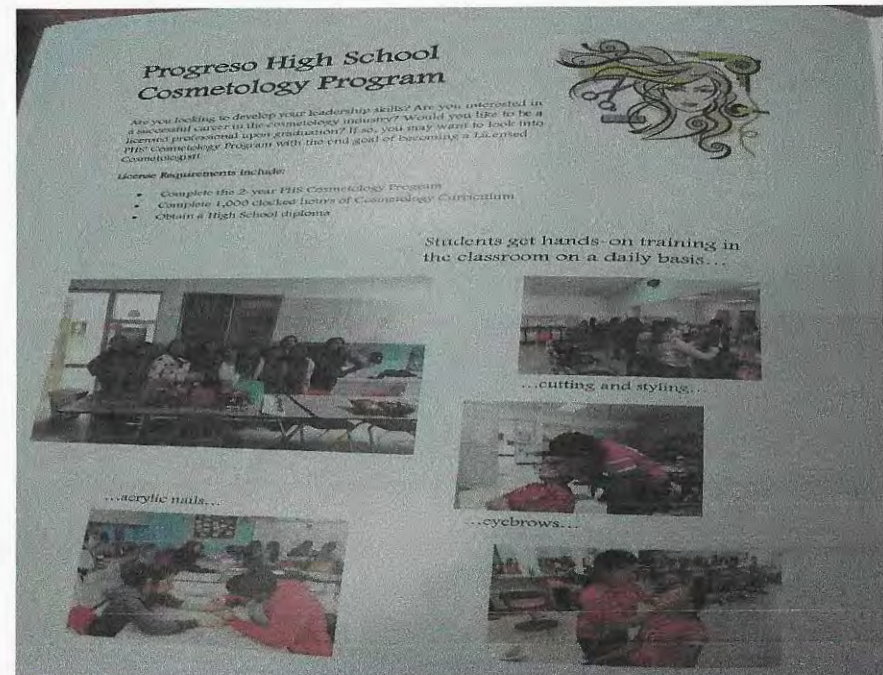 Progreso High School
Cosmetology Program
Are you looking to develop your leadership skills? Are you interested in
a successful career in the cosmetology industry? Would you like to be a
licensed professional upon graduation? If so, you may want to look into
PHS' Cosmetology Program with the end goal of becoming a Licensed
Cosmetologist!
License Requirements include:
• Complete the 2-year PHS Cosmetology Program
• Complete 1,000 clocked hours of Cosmetology Curriculum
• Obtain a High School diploma
Students get hands-on training in
the classroom on a daily basis...
...cutting and styling...
...acrylic nails...
...eyebrows...